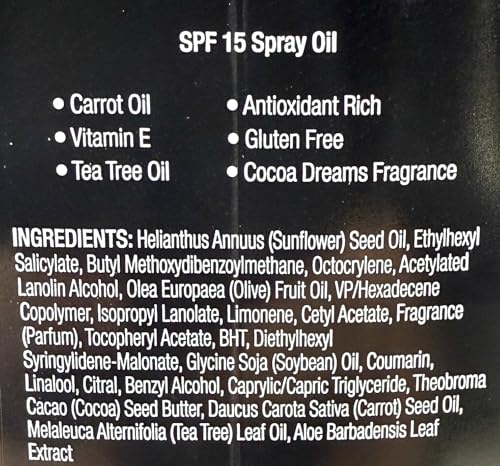 SPF 15 Spray Oil
• Carrot Oil
• Antioxidant Rich
• Vitamin E
• Gluten Free
• Tea Tree Oil
• Cocoa Dreams Fragrance
INGREDIENTS: Helianthus Annuus (Sunflower) Seed Oil, Ethylhexyl
Salicylate, Butyl Methoxydibenzoylmethane, Octocrylene, Acetylated
Lanolin Alcohol, Olea Europaea (Olive) Fruit Oil, VP/Hexadecene
Copolymer, Isopropyl Lanolate, Limonene, Cetyl Acetate, Fragrance
(Parfum), Tocopheryl Acetate, BHT, Diethylhexyl
Syringylidene-Malonate, Glycine Soja (Soybean) Oil, Coumarin,
Linalool, Citral, Benzyl Alcohol, Caprylic/Capric Triglyceride, Theobroma
Cacao (Cocoa) Seed Butter, Daucus Carota Sativa (Carrot) Seed Oil,
Melaleuca Alternifolia (Tea Tree) Leaf Oil, Aloe Barbadensis Leaf
Extract